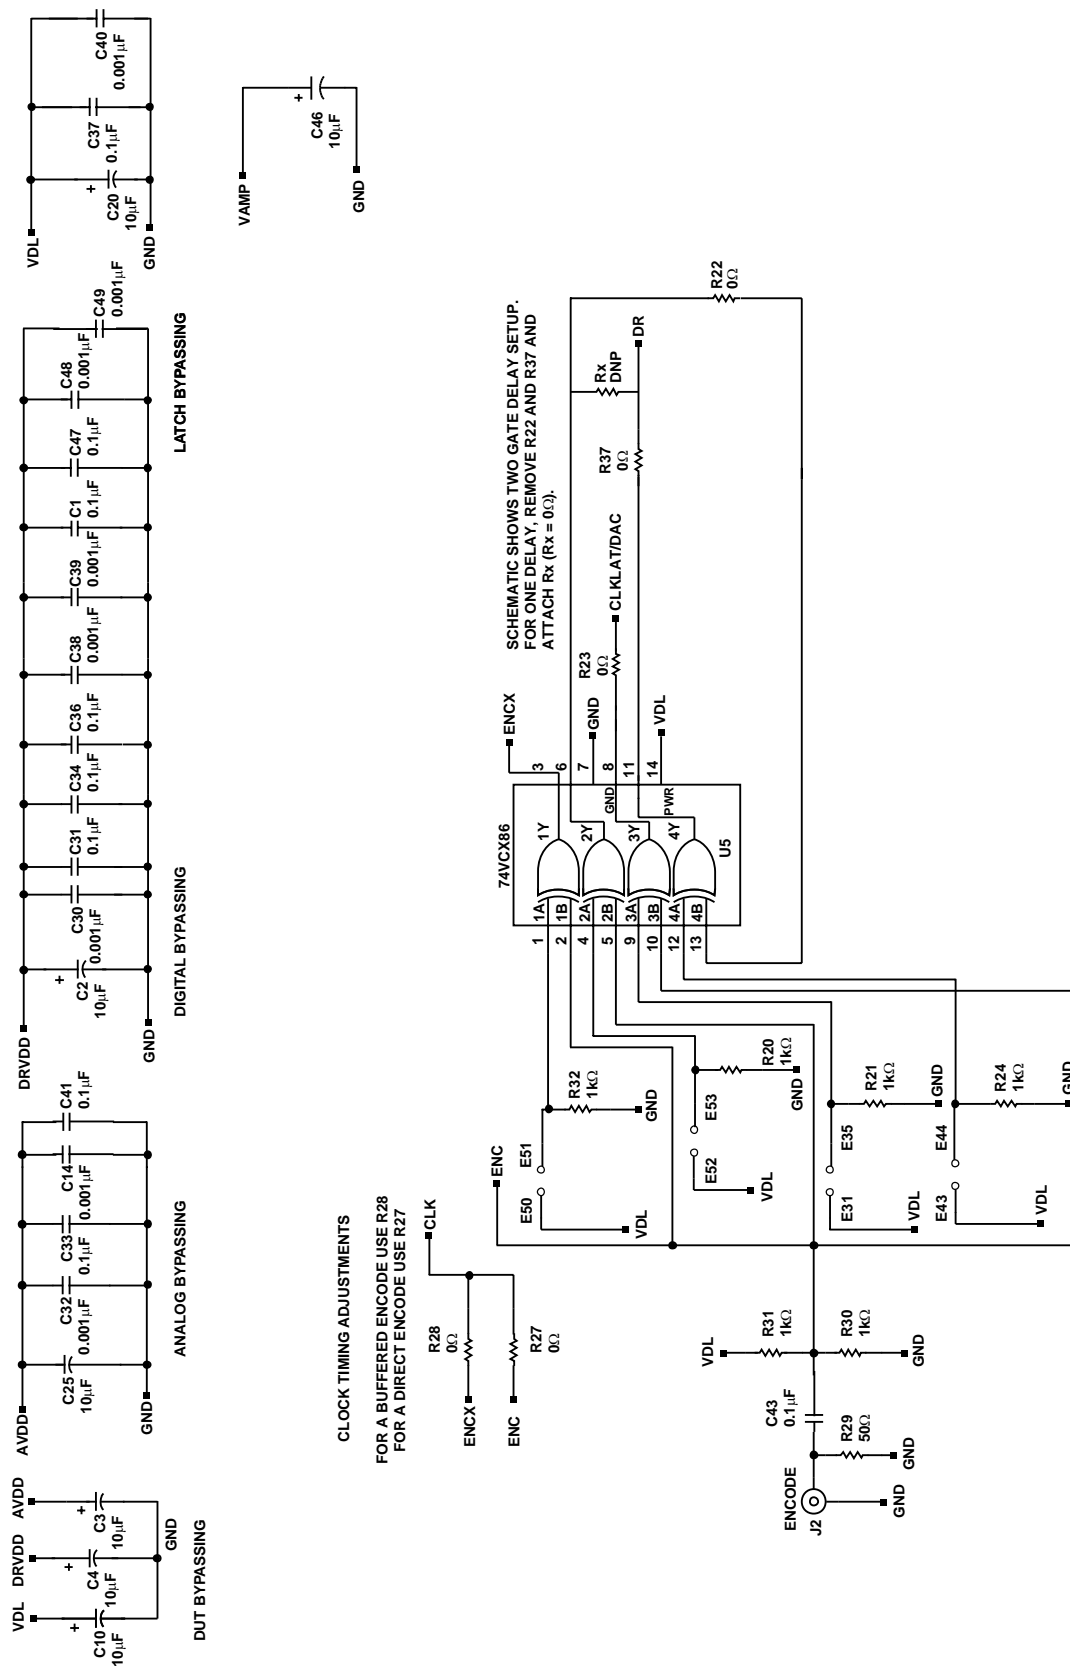 VDL
C10
10µF
+
DRVDD
C4
10µF
+
AVDD
C3
10µF
+
GND
DUT BYPASSING
AVDD
GND
C25
10µF
C32
0.001µF
C33
0.1µF
C14
0.001µF
C41
0.1µF
ANALOG BYPASSING
DRVDD
GND
+
C2
10µF
C30
0.001µF
C31
0.1µF
C34
0.1µF
C36
0.1µF
C38
0.001µF
C39
0.001µF
C1
0.1µF
C47
0.1µF
C48
0.001µF
C49
0.001µF
DIGITAL BYPASSING
LATCH BYPASSING
VDL
GND
+
C20
10µF
C37
0.1µF
C40
0.001µF
VAMP
GND
+
C46
10µF
CLOCK TIMING ADJUSTMENTS
FOR A BUFFERED ENCODE USE R28
FOR A DIRECT ENCODE USE R27
ENCX
R28
0Ω
CLK
ENC
R27
0Ω
SCHEMATIC SHOWS TWO GATE DELAY SETUP.
FOR ONE DELAY, REMOVE R22 AND R37 AND
ATTACH Rx (Rx = 0Ω).
ENC
E50
E51
VDL
R32
1kΩ
GND
E52
E53
VDL
R20
1kΩ
GND
E31
E35
VDL
R21
1kΩ
GND
E43
E44
VDL
R24
1kΩ
GND
74VCX86
U5
1
1A
2
1B
4
2A
5
2B
9
3A
10
3B
12
4A
13
4B
1Y
3
2Y
6
GND
7
3Y
8
4Y
11
PWR
14
ENCX
GND
VDL
R23
0Ω
CLKLAT/DAC
R37
0Ω
Rx
DNP
DR
R22
0Ω
ENCODE
J2
GND
R29
50Ω
GND
C43
0.1µF
VDL
R31
1kΩ
R30
1kΩ
GND